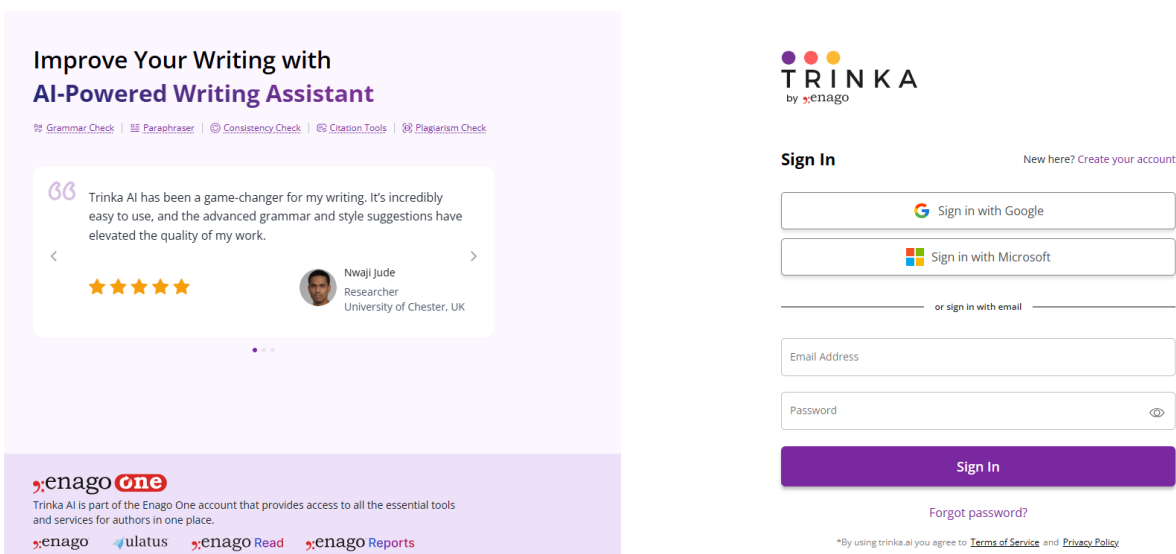 Improve Your Writing with
AI-Powered Writing Assistant
Grammar Check | Paraphraser | Consistency Check | Citation Tools | Plagiarism Check
Trinka AI has been a game-changer for my writing. It's incredibly
easy to use, and the advanced grammar and style suggestions have
elevated the quality of my work.
Nwaji Jude
Researcher
University of Chester, UK
enago one
Trinka AI is part of the Enago One account that provides access to all the essential tools
and services for authors in one place.
enago ulatus enago Read enago Reports
TRINKA
by enago
Sign In
New here? Create your account
Sign in with Google
Sign in with Microsoft
or sign in with email
Email Address
Password
Sign In
Forgot password?
*By using trinka.ai you agree to Terms of Service and Privacy Policy